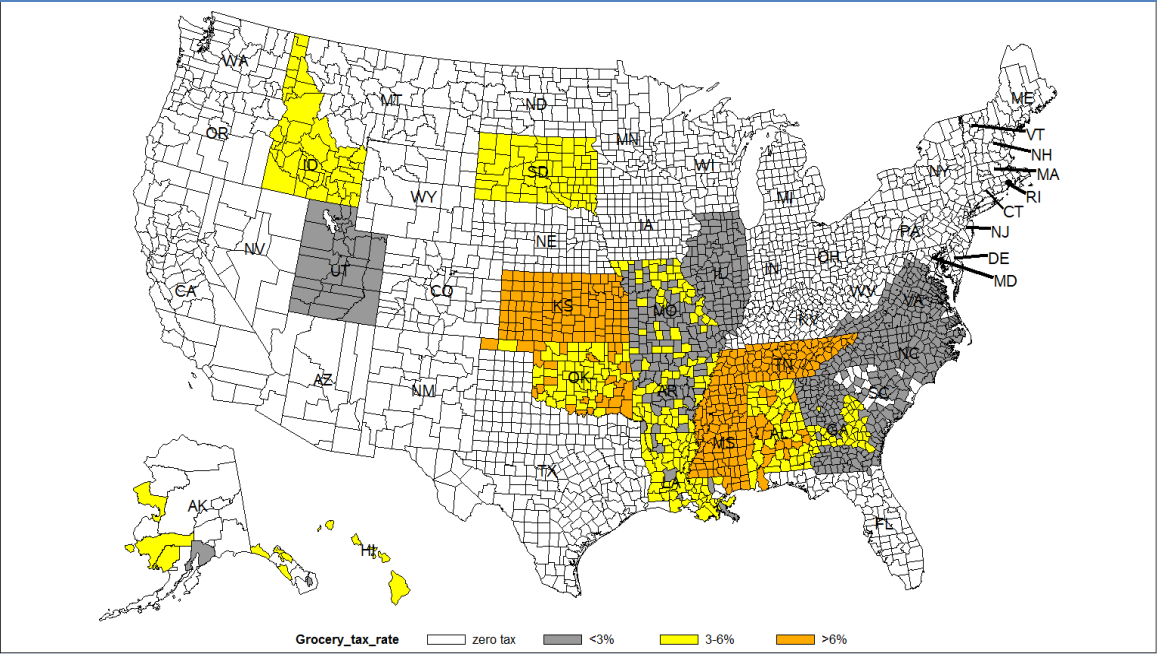 WA
MT
ND
ME
OR
MN
VT
NH
ID
SD
WI
NY
MA
RI
WY
MI
CT
IA
PA
NJ
NE
NV
OH
DE
UT
IL
IN
MD
CA
CO
WV
VA
KS
MO
KY
NC
TN
AZ
NM
OK
AR
SC
GA
MS
AL
TX
LA
AK
FL
HI
Grocery_tax_rate zero tax <3% 3-6% >6%